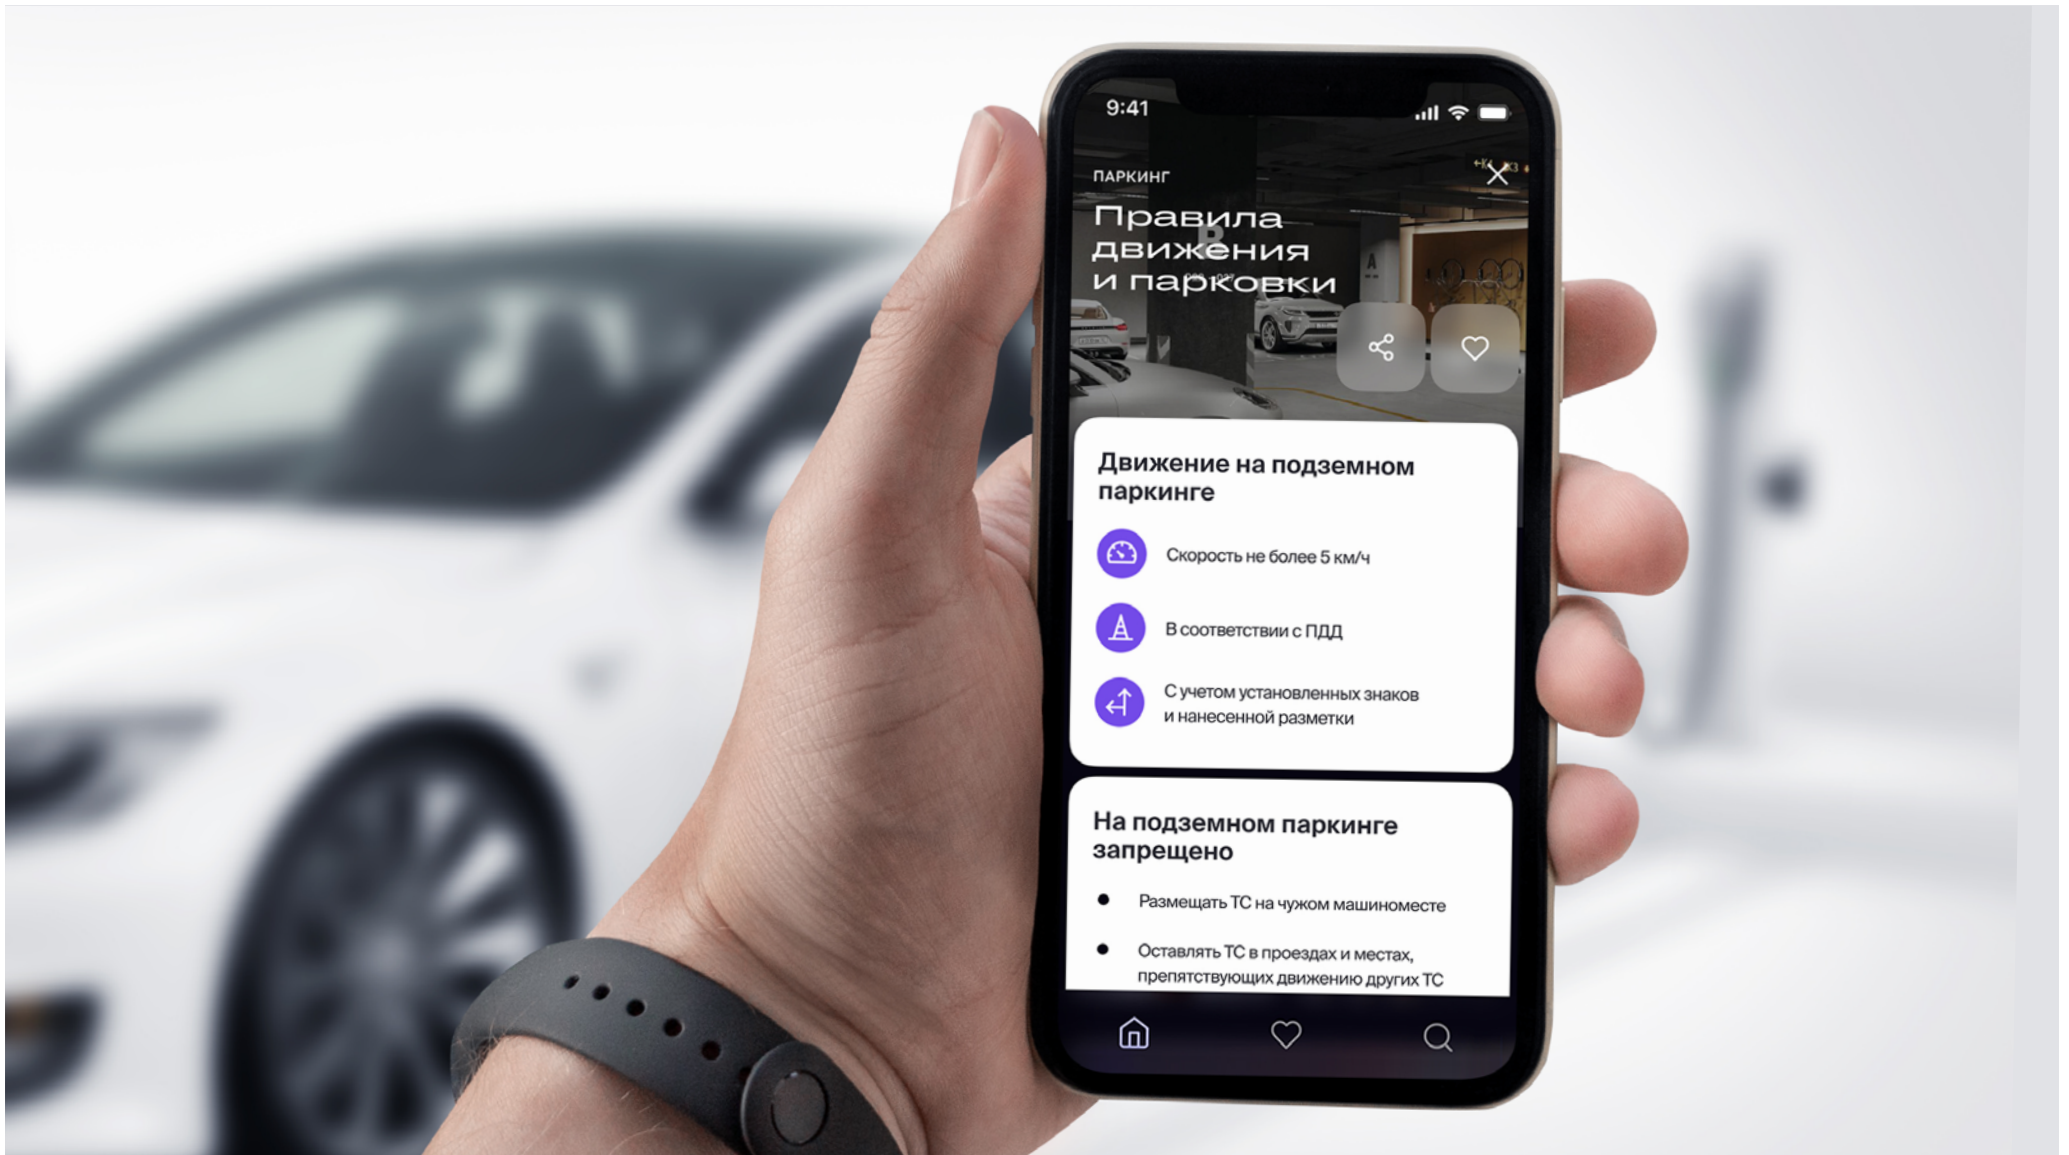 9:41
ПАРКИНГ
Правила
движения
и парковки
B
A
Движение на подземном
паркинге
Скорость не более 5 км/ч
В соответствии с ПДД
С учетом установленных знаков
и нанесенной разметки
На подземном паркинге
запрещено
Размещать ТС на чужом машиноместе
Оставлять ТС в проездах и местах,
препятствующих движению других ТС